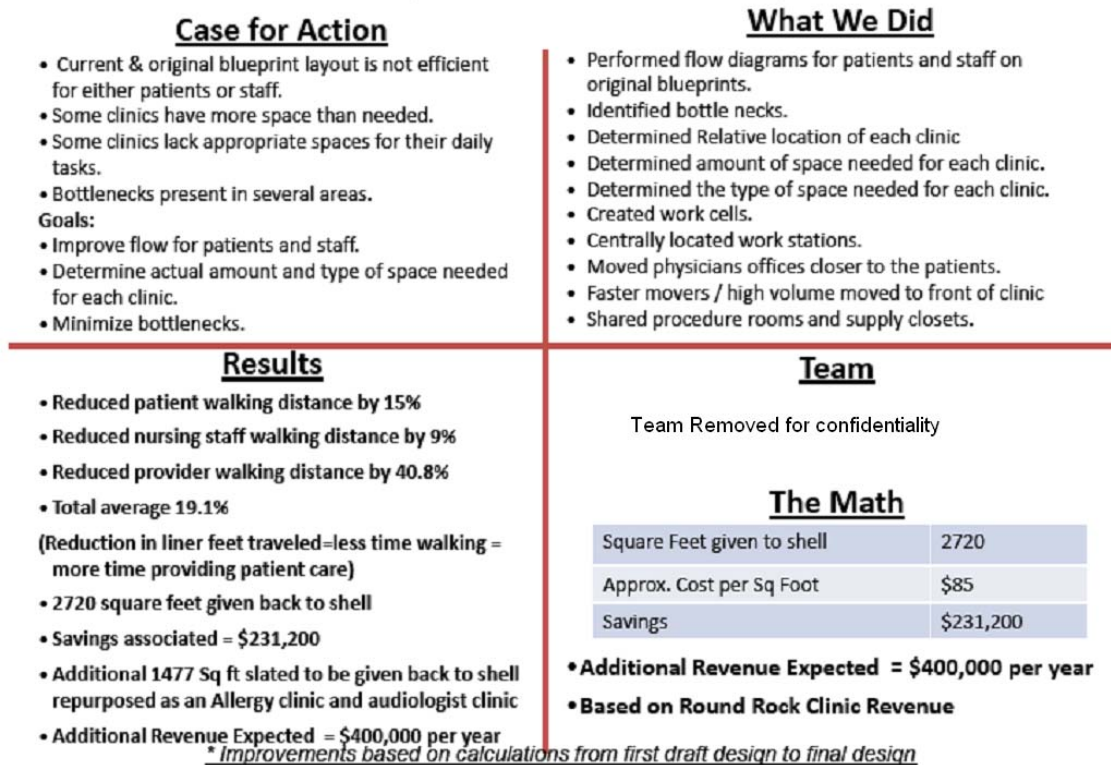 Case for Action
• Current & original blueprint layout is not efficient
for either patients or staff.
• Some clinics have more space than needed.
• Some clinics lack appropriate spaces for their daily
tasks.
• Bottlenecks present in several areas.
Goals:
• Improve flow for patients and staff.
• Determine actual amount and type of space needed
for each clinic.
• Minimize bottlenecks.
What We Did
• Performed flow diagrams for patients and staff on
original blueprints.
• Identified bottle necks.
• Determined Relative location of each clinic
• Determined amount of space needed for each clinic.
• Determined the type of space needed for each clinic.
• Created work cells.
• Centrally located work stations.
• Moved physicians offices closer to the patients.
• Faster movers / high volume moved to front of clinic
• Shared procedure rooms and supply closets.
Results
• Reduced patient walking distance by 15%
• Reduced nursing staff walking distance by 9%
• Reduced provider walking distance by 40.8%
• Total average 19.1%
(Reduction in liner feet traveled=less time walking =
more time providing patient care)
• 2720 square feet given back to shell
• Savings associated = $231,200
• Additional 1477 Sq ft slated to be given back to shell
repurposed as an Allergy clinic and audiologist clinic
• Additional Revenue Expected = $400,000 per year
Team
Team Removed for confidentiality
The Math
Square Feet given to shell 2720
Approx. Cost per Sq Foot $85
Savings $231,200
• Additional Revenue Expected = $400,000 per year
• Based on Round Rock Clinic Revenue
* Improvements based on calculations from first draft design to final design